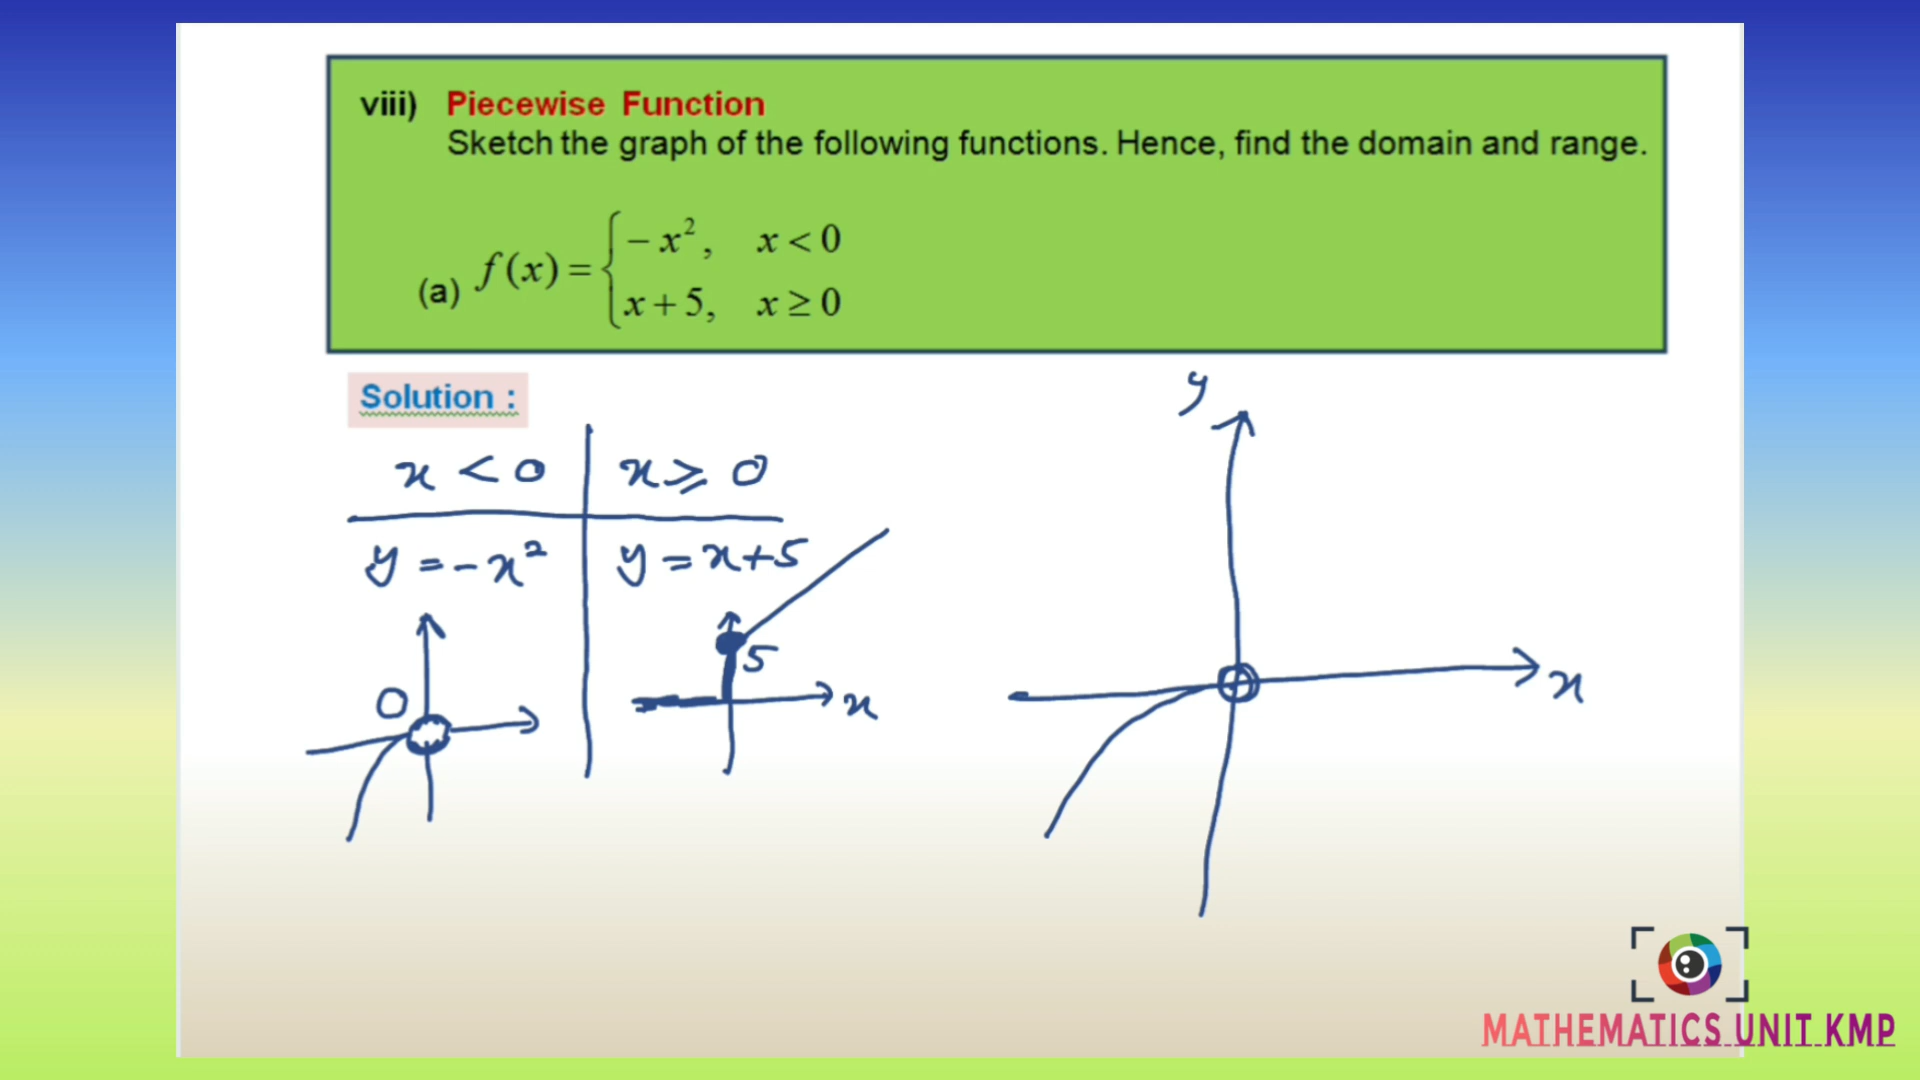 viii) Piecewise Function
Sketch the graph of the following functions. Hence, find the domain and range.
(a) f(x) = { -x², x < 0
x + 5, x ≥ 0
Solution :
x < 0 | x ⩾ 0
y = -x² | y = x+5
0
5
x
y
x
MATHEMATICS UNIT KMP